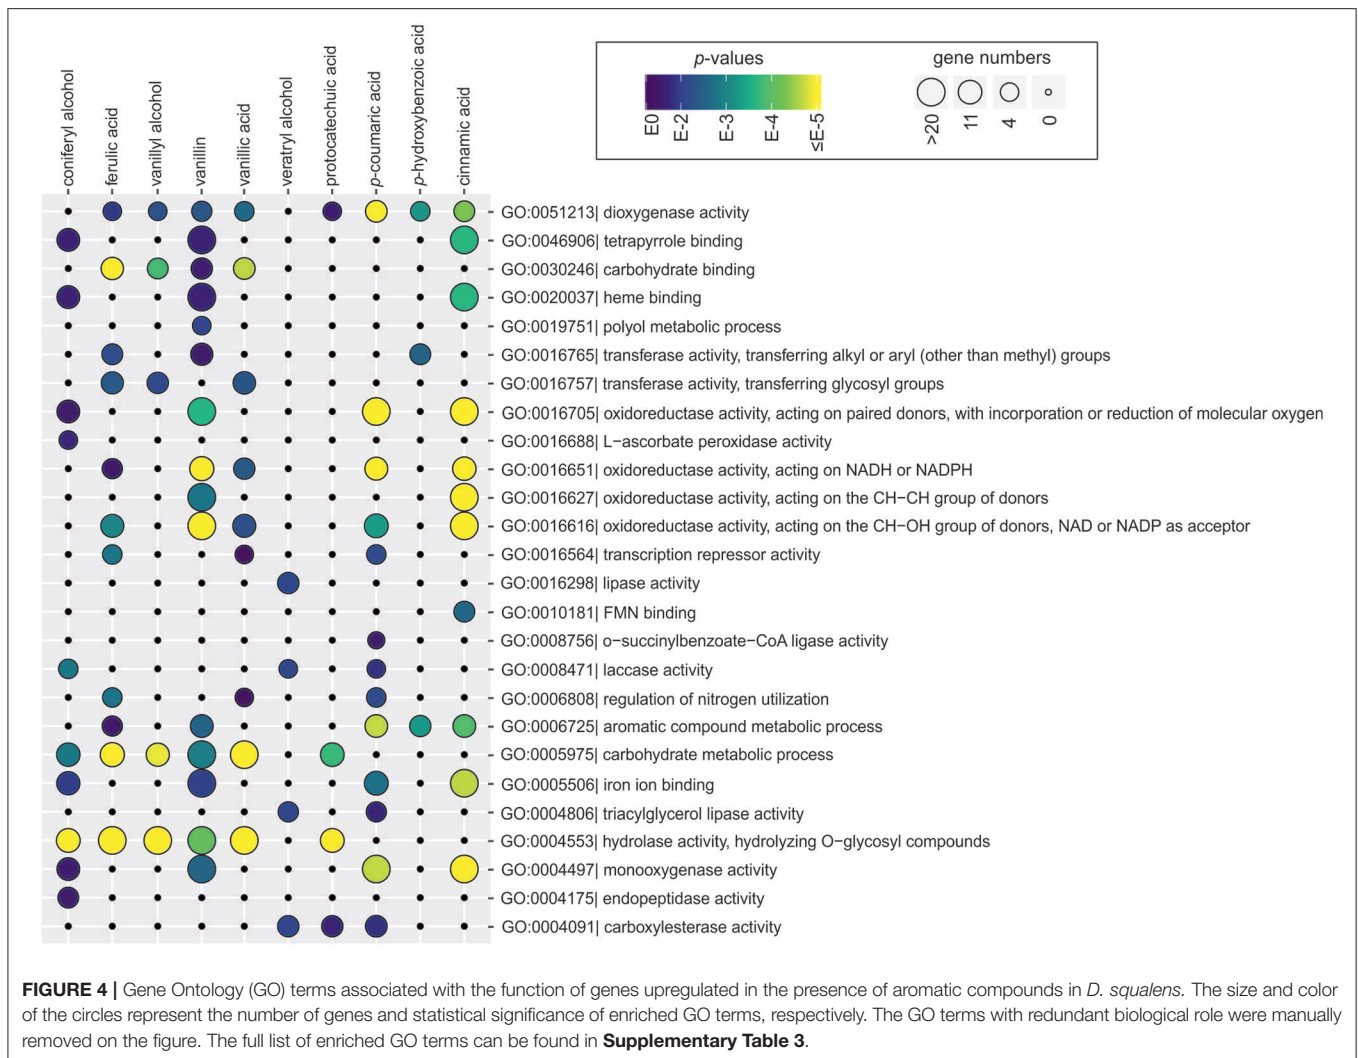 coniferyl alcohol
ferulic acid
vanillyl alcohol
vanillin
vanillic acid
veratryl alcohol
protocatechuic acid
p-coumaric acid
p-hydroxybenzoic acid
cinnamic acid
p-values
E0
E-2
E-3
E-4
≤E-5
gene numbers
>20
11
4
0
GO:0051213| dioxygenase activity
GO:0046906| tetrapyrrole binding
GO:0030246| carbohydrate binding
GO:0020037| heme binding
GO:0019751| polyol metabolic process
GO:0016765| transferase activity, transferring alkyl or aryl (other than methyl) groups
GO:0016757| transferase activity, transferring glycosyl groups
GO:0016705| oxidoreductase activity, acting on paired donors, with incorporation or reduction of molecular oxygen
GO:0016688| L−ascorbate peroxidase activity
GO:0016651| oxidoreductase activity, acting on NADH or NADPH
GO:0016627| oxidoreductase activity, acting on the CH−CH group of donors
GO:0016616| oxidoreductase activity, acting on the CH−OH group of donors, NAD or NADP as acceptor
GO:0016564| transcription repressor activity
GO:0016298| lipase activity
GO:0010181| FMN binding
GO:0008756| o−succinylbenzoate−CoA ligase activity
GO:0008471| laccase activity
GO:0006808| regulation of nitrogen utilization
GO:0006725| aromatic compound metabolic process
GO:0005975| carbohydrate metabolic process
GO:0005506| iron ion binding
GO:0004806| triacylglycerol lipase activity
GO:0004553| hydrolase activity, hydrolyzing O−glycosyl compounds
GO:0004497| monooxygenase activity
GO:0004175| endopeptidase activity
GO:0004091| carboxylesterase activity
FIGURE 4 | Gene Ontology (GO) terms associated with the function of genes upregulated in the presence of aromatic compounds in D. squalens. The size and color
of the circles represent the number of genes and statistical significance of enriched GO terms, respectively. The GO terms with redundant biological role were manually
removed on the figure. The full list of enriched GO terms can be found in Supplementary Table 3.